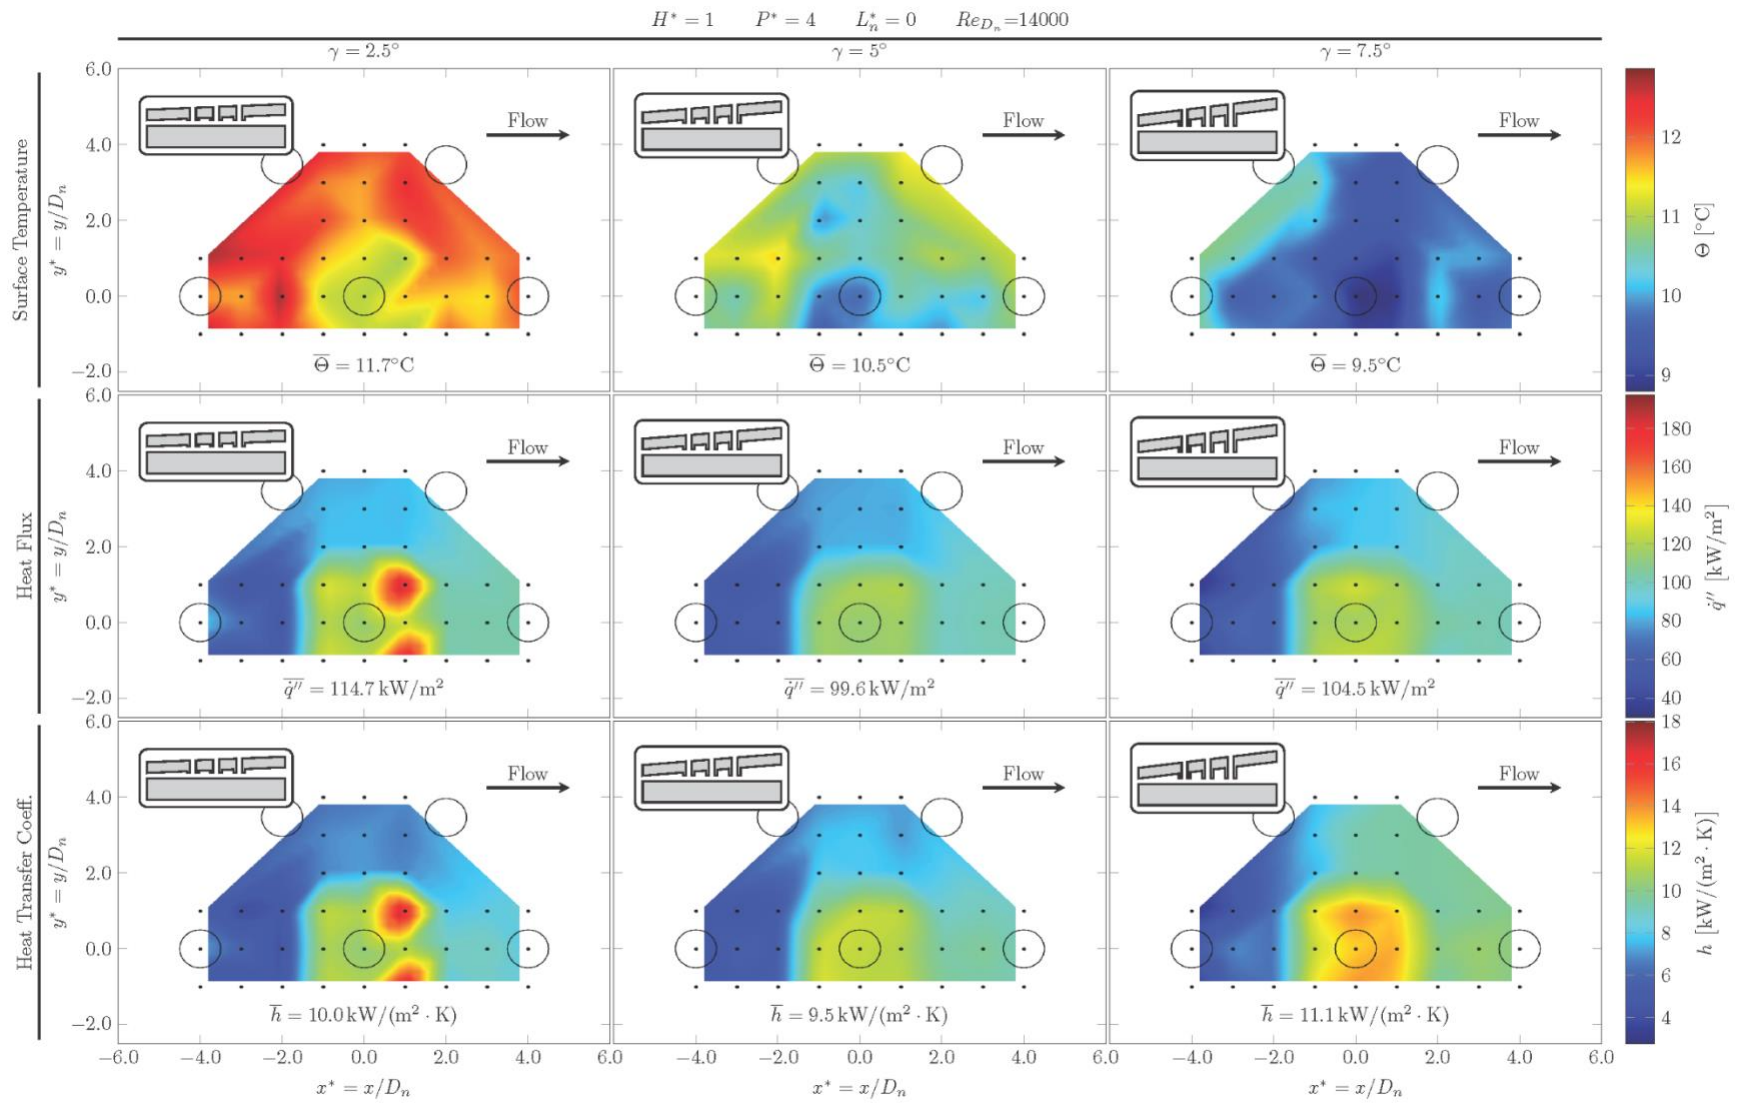 H* = 1 P* = 4 L*ₙ = 0 Re_Dₙ=14000
γ = 2.5° γ = 5° γ = 7.5°
Surface Temperature
y* = y/Dₙ
6.0
4.0
2.0
0.0
−2.0
Flow
Θ̅ = 11.7°C
Flow
Θ̅ = 10.5°C
Flow
Θ̅ = 9.5°C
12
11
10
9
Θ [°C]
Heat Flux
y* = y/Dₙ
6.0
4.0
2.0
0.0
−2.0
Flow
q̇″ = 114.7 kW/m²
Flow
q̇″ = 99.6 kW/m²
Flow
q̇″ = 104.5 kW/m²
180
160
140
120
100
80
60
40
q̇″ [kW/m²]
Heat Transfer Coeff.
y* = y/Dₙ
6.0
4.0
2.0
0.0
−2.0
Flow
h̅ = 10.0 kW/(m² · K)
Flow
h̅ = 9.5 kW/(m² · K)
Flow
h̅ = 11.1 kW/(m² · K)
18
16
14
12
10
8
6
4
h [kW/(m² · K)]
−6.0 −4.0 −2.0 0.0 2.0 4.0 6.0 −4.0 −2.0 0.0 2.0 4.0 6.0 −4.0 −2.0 0.0 2.0 4.0 6.0
x* = x/Dₙ x* = x/Dₙ x* = x/Dₙ